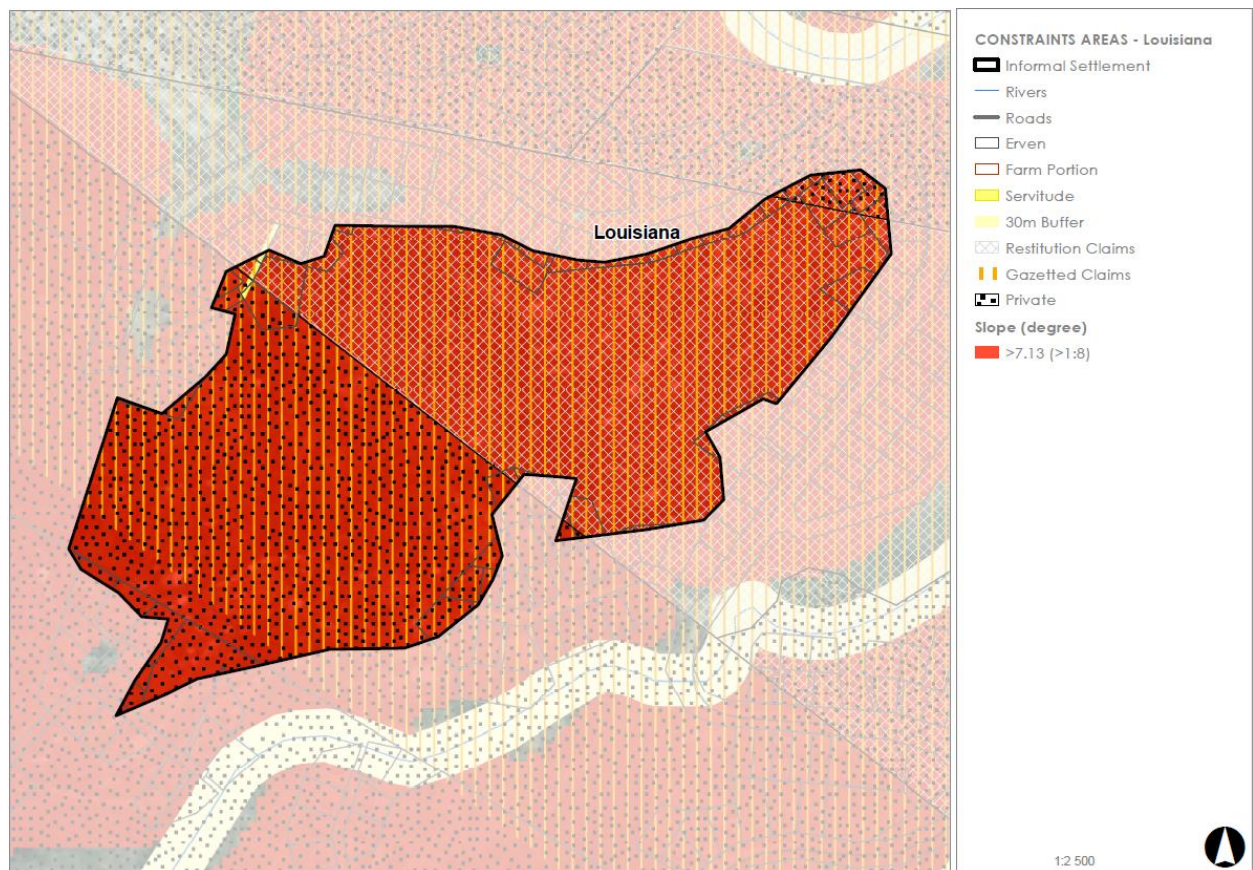 Louisiana
CONSTRAINTS AREAS - Louisiana
Informal Settlement
Rivers
Roads
Erven
Farm Portion
Servitude
30m Buffer
Restitution Claims
Gazetted Claims
Private
Slope (degree)
>7.13 (>1:8)
1:2 500